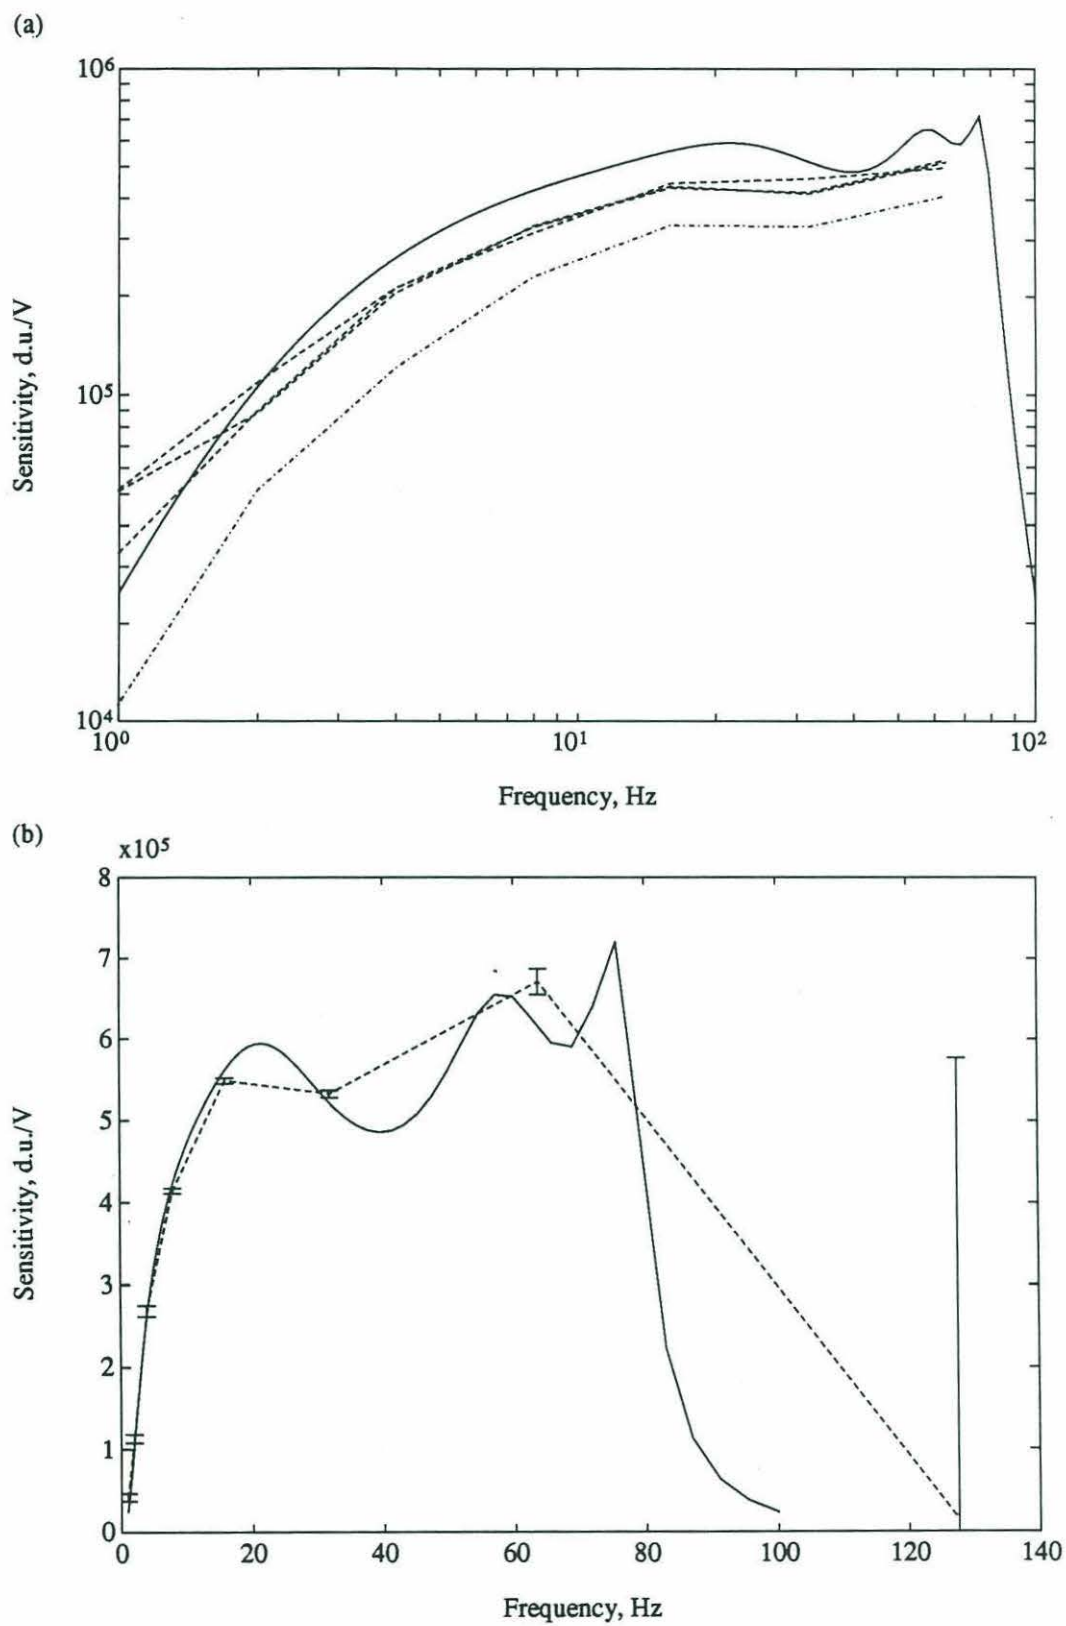 (a)
10⁶
10⁵
10⁴
Sensitivity, d.u./V
10⁰ 10¹ 10²
Frequency, Hz
(b)
x10⁵
8
7
6
5
4
3
2
1
0
Sensitivity, d.u./V
0 20 40 60 80 100 120 140
Frequency, Hz